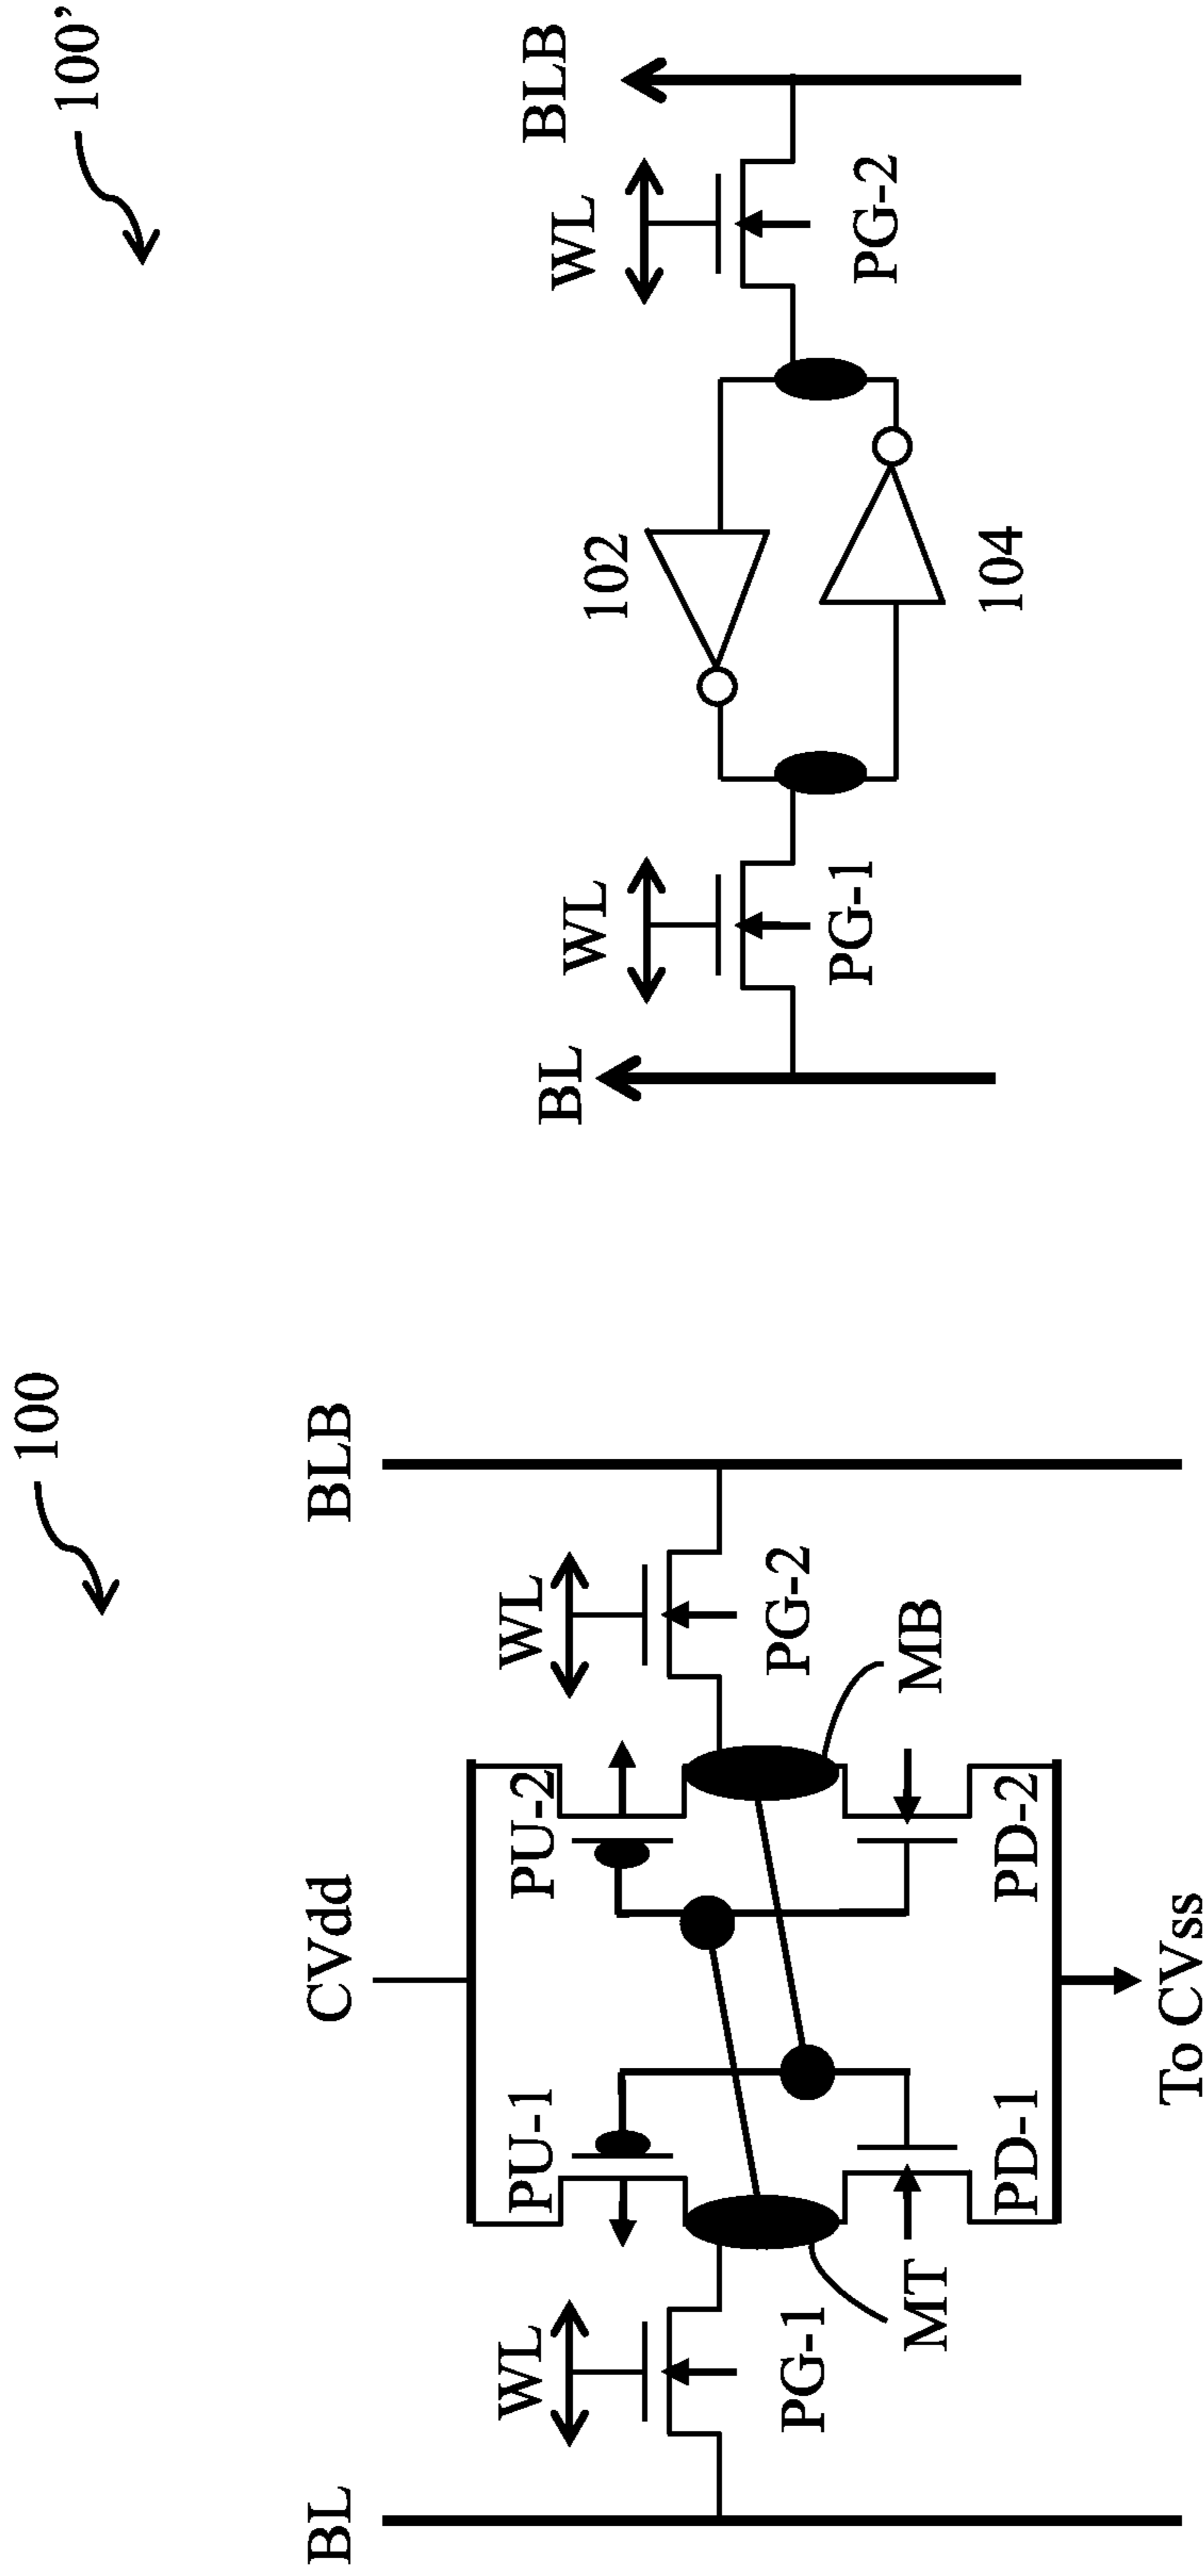 100
BL
BLB
CVdd
WL
WL
PU-1
PU-2
PG-1
PG-2
MT
MB
PD-1
PD-2
To CVss
100’
BL
BLB
WL
WL
102
PG-1
PG-2
104